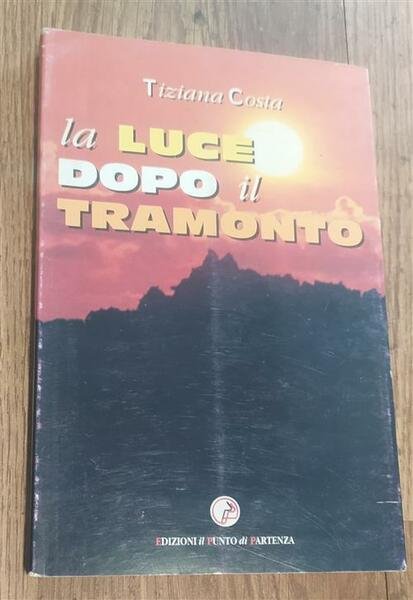 Tiziana Costa
la LUCE
DOPO il
TRAMONTO
EDIZIONI il PUNTO di PARTENZA